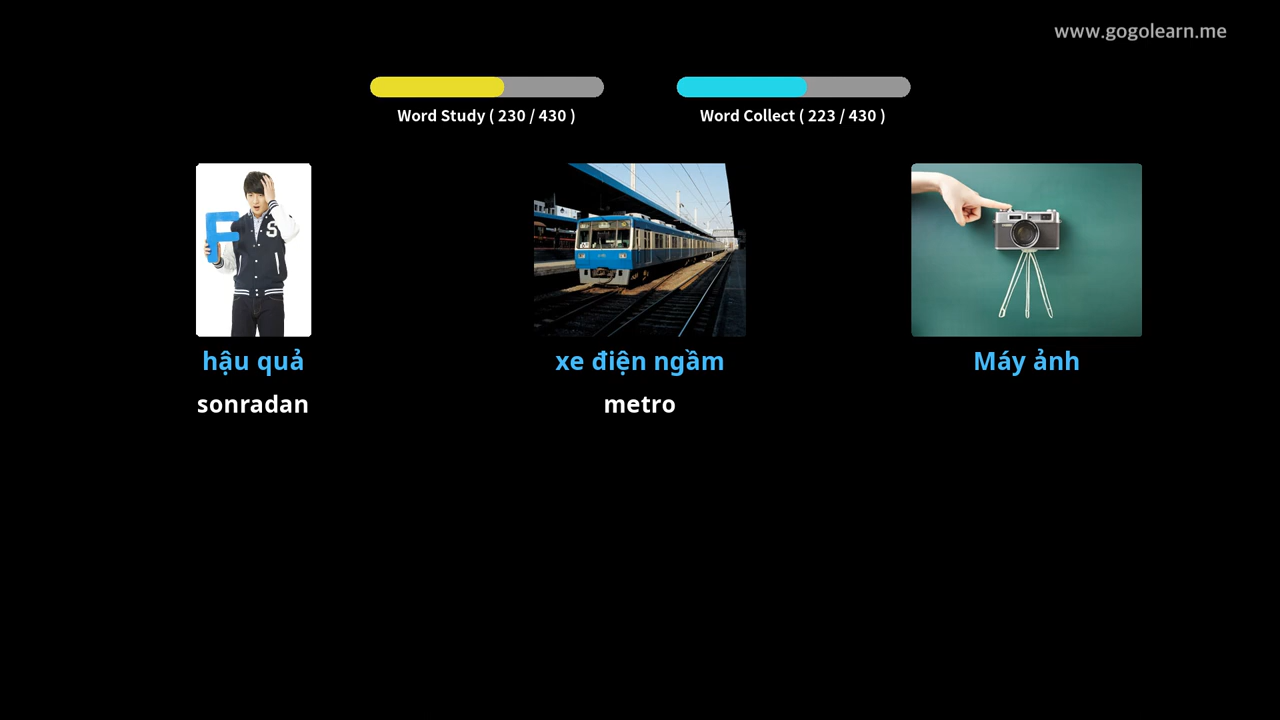 www.gogolearn.me
Word Study ( 230 / 430 )
Word Collect ( 223 / 430 )
F
S
hậu quả
xe điện ngầm
Máy ảnh
sonradan
metro